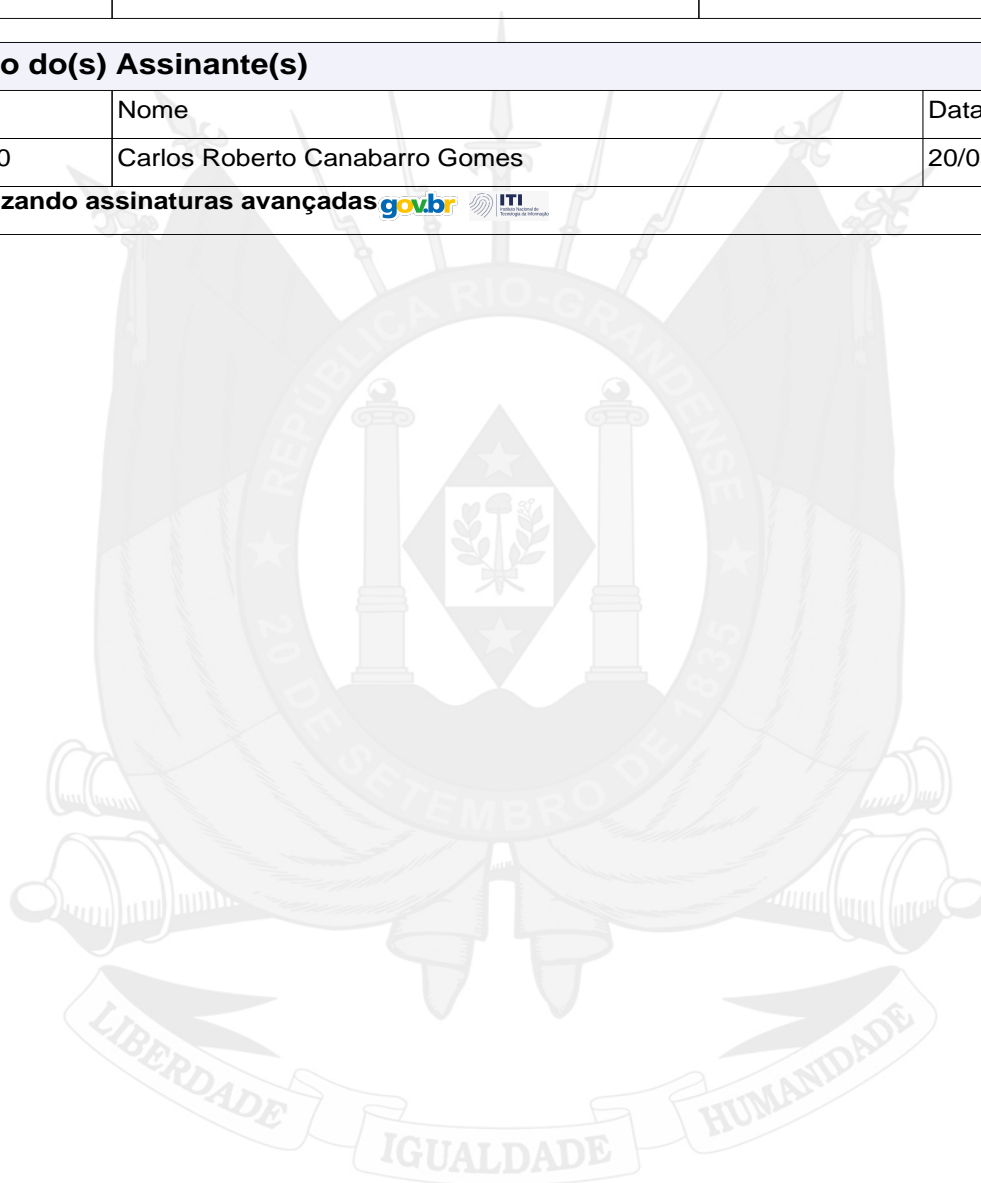 o do(s) Assinante(s)
Nome Data
0 Carlos Roberto Canabarro Gomes 20/0
zando assinaturas avançadas gov.br ITI
REPÚBLICA RIO-GRANDENSE
20 DE SETEMBRO DE 1835
LIBERDADE IGUALDADE HUMANIDADE